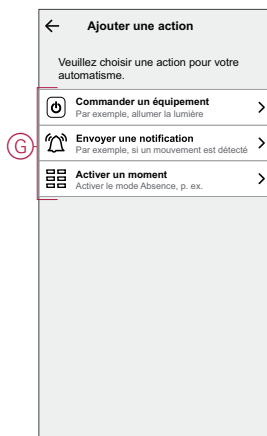 Ajouter une action
Veuillez choisir une action pour votre
automatisme.
Commander un équipement
Par exemple, allumer la lumière
G
Envoyer une notification
Par exemple, si un mouvement est détecté
Activer un moment
Activer le mode Absence, p. ex.